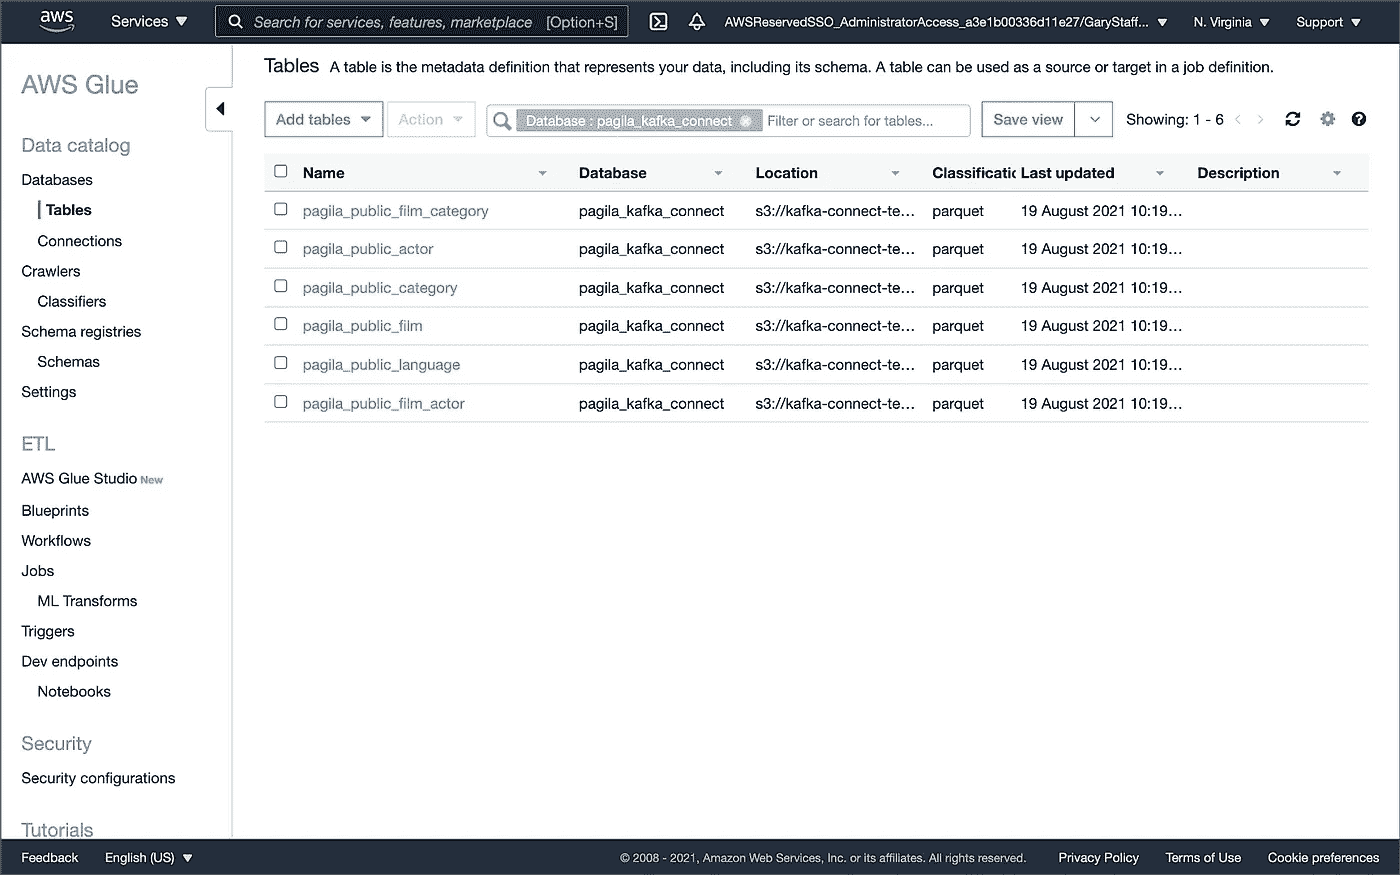 aws
Services
Search for services, features, marketplace [Option+S]
AWSReservedSSO_AdministratorAccess_a3e1b00336d11e27/GaryStaff...
N. Virginia
Support
AWS Glue
Data catalog
Databases
Tables
Connections
Crawlers
Classifiers
Schema registries
Schemas
Settings
ETL
AWS Glue Studio New
Blueprints
Workflows
Jobs
ML Transforms
Triggers
Dev endpoints
Notebooks
Security
Security configurations
Tutorials
Tables A table is the metadata definition that represents your data, including its schema. A table can be used as a source or target in a job definition.
Add tables Action Database : pagila_kafka_connect Filter or search for tables... Save view Showing: 1 - 6
Name Database Location Classificatic Last updated Description
pagila_public_film_category pagila_kafka_connect s3://kafka-connect-te... parquet 19 August 2021 10:19...
pagila_public_actor pagila_kafka_connect s3://kafka-connect-te... parquet 19 August 2021 10:19...
pagila_public_category pagila_kafka_connect s3://kafka-connect-te... parquet 19 August 2021 10:19...
pagila_public_film pagila_kafka_connect s3://kafka-connect-te... parquet 19 August 2021 10:19...
pagila_public_language pagila_kafka_connect s3://kafka-connect-te... parquet 19 August 2021 10:19...
pagila_public_film_actor pagila_kafka_connect s3://kafka-connect-te... parquet 19 August 2021 10:19...
Feedback English (US) © 2008 - 2021, Amazon Web Services, Inc. or its affiliates. All rights reserved. Privacy Policy Terms of Use Cookie preferences